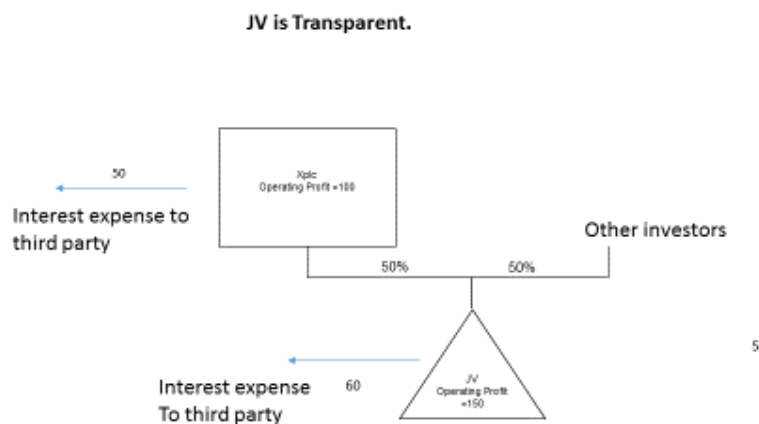 JV is Transparent.
50
Xplc
Operating Profit =100
Interest expense to
third party
Other investors
50%
50%
5
Interest expense
To third party
60
JV
Operating Profit
=150